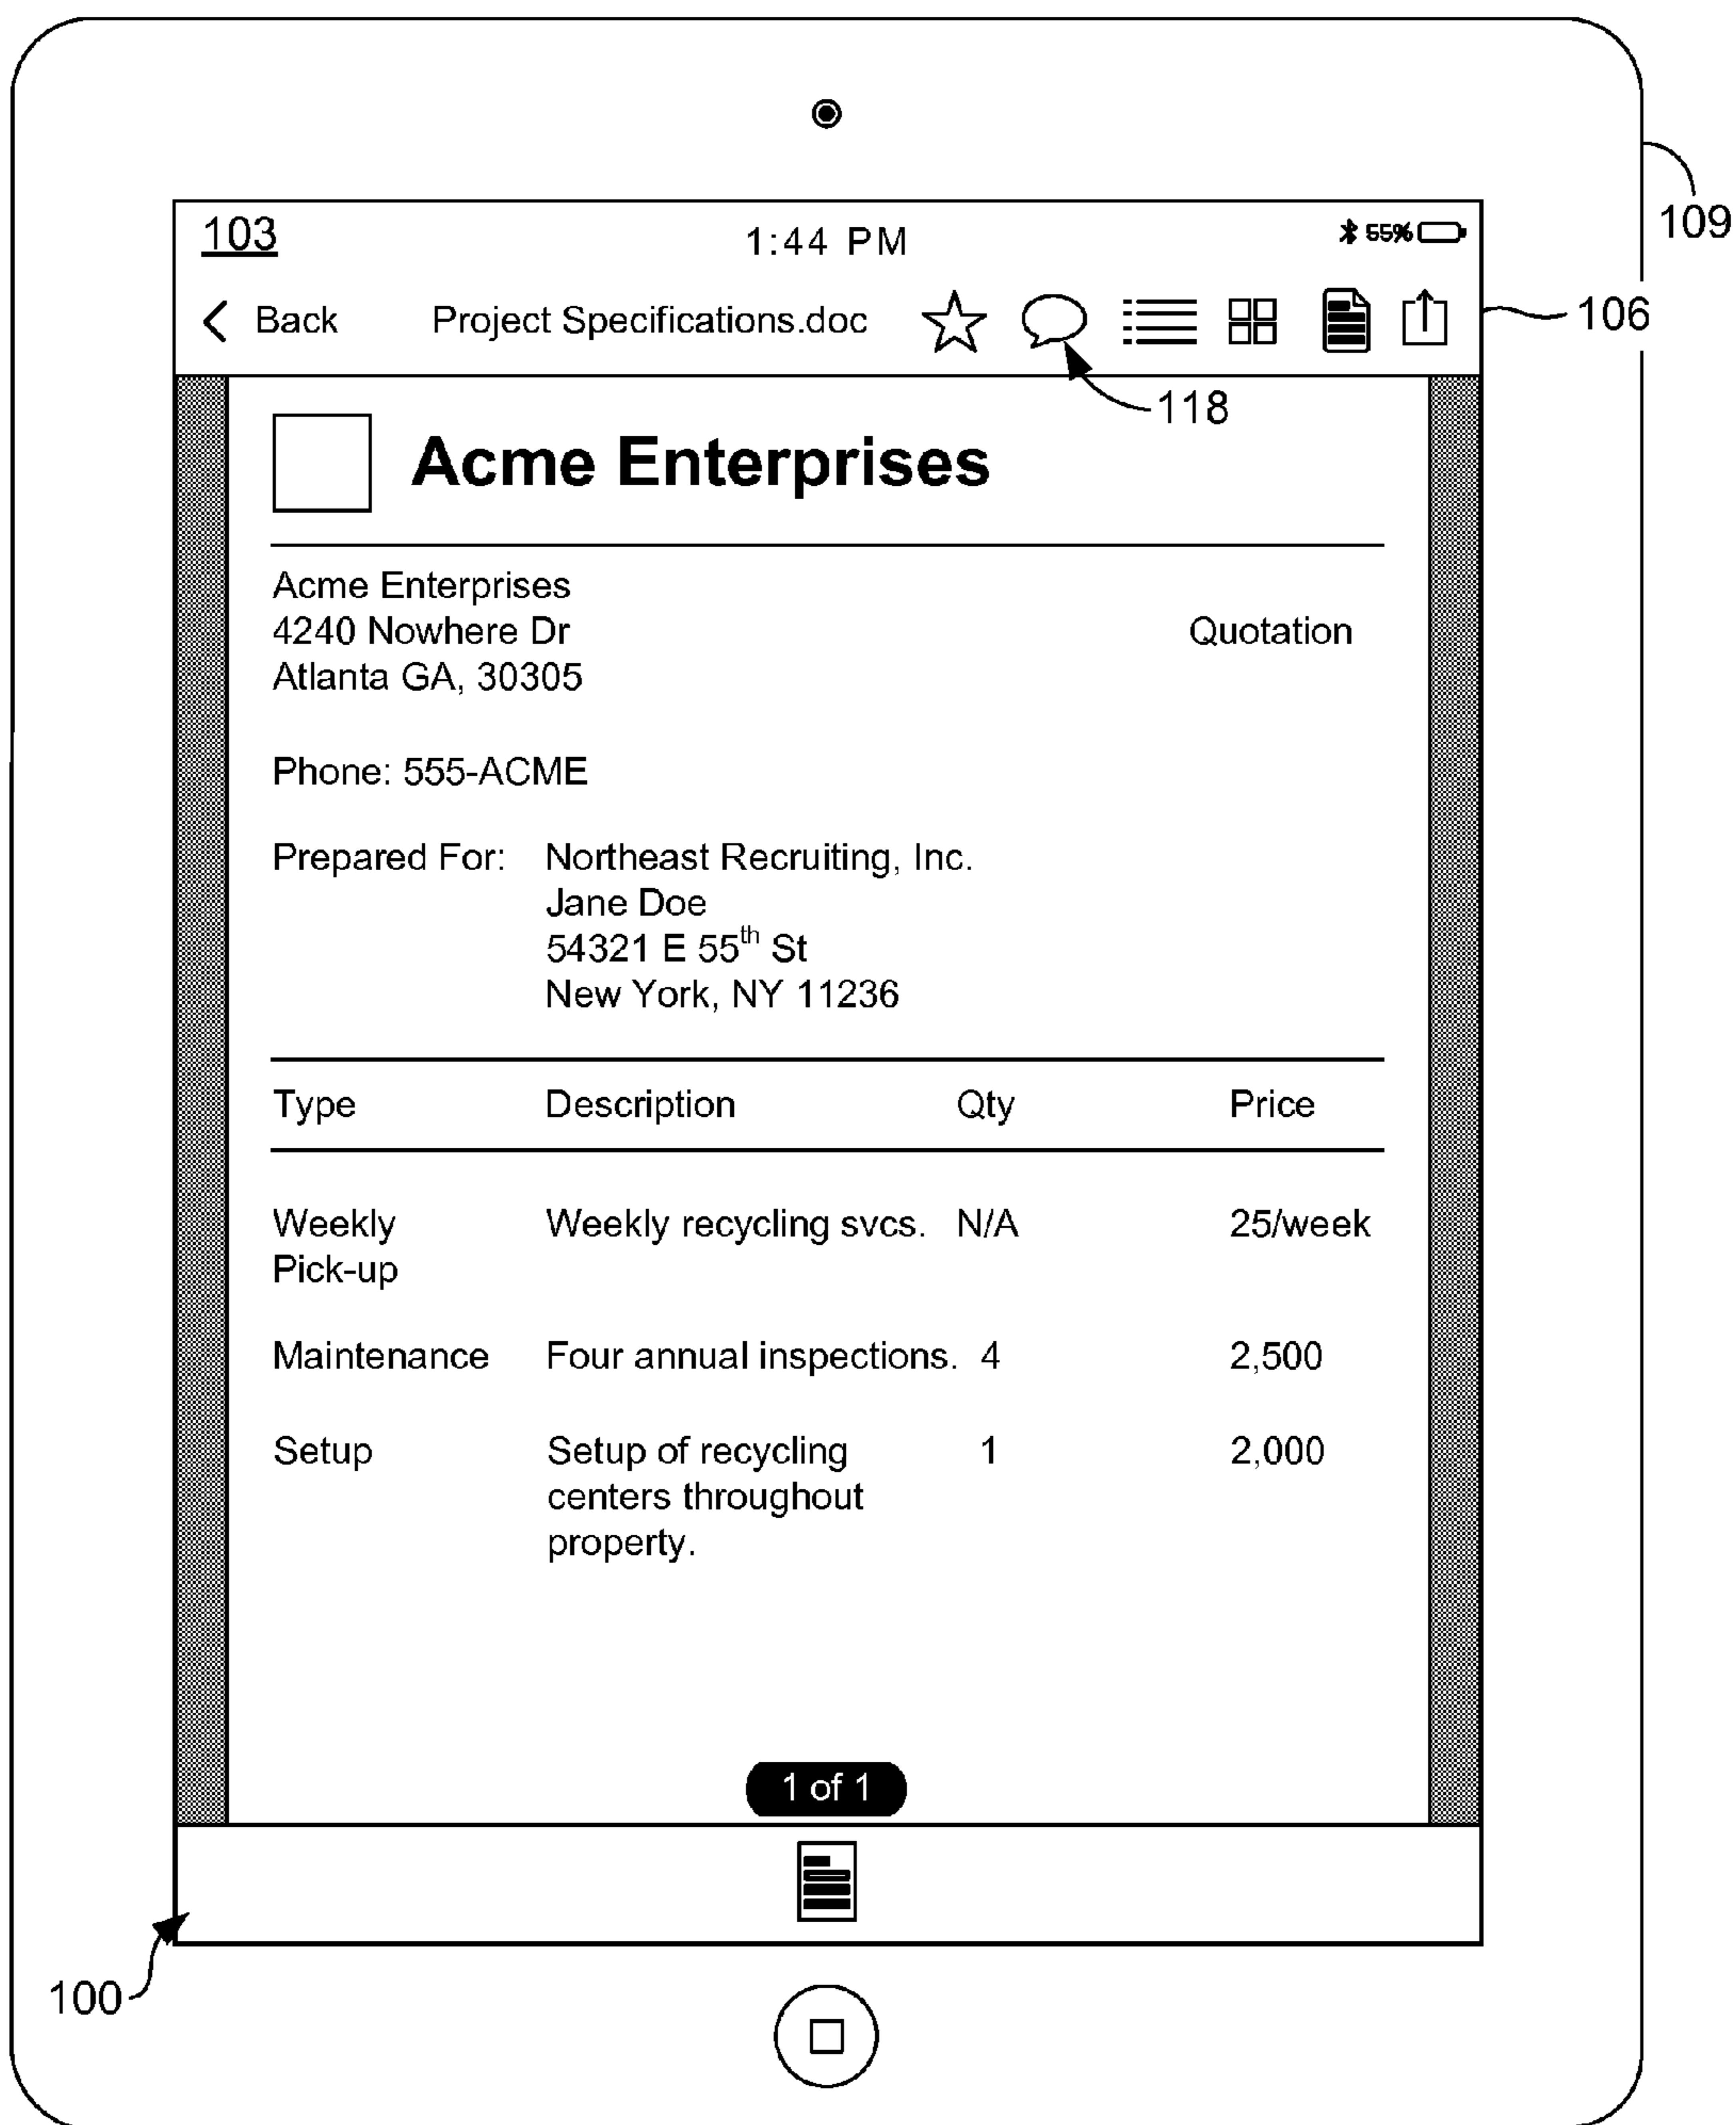 103
1:44 PM
55%
109
Back
Project Specifications.doc
106
118
Acme Enterprises
Acme Enterprises
4240 Nowhere Dr
Quotation
Atlanta GA, 30305
Phone: 555-ACME
Prepared For: Northeast Recruiting, Inc.
Jane Doe
54321 E 55th St
New York, NY 11236
Type Description Qty Price
Weekly Weekly recycling svcs. N/A 25/week
Pick-up
Maintenance Four annual inspections. 4 2,500
Setup Setup of recycling 1 2,000
centers throughout
property.
1 of 1
100